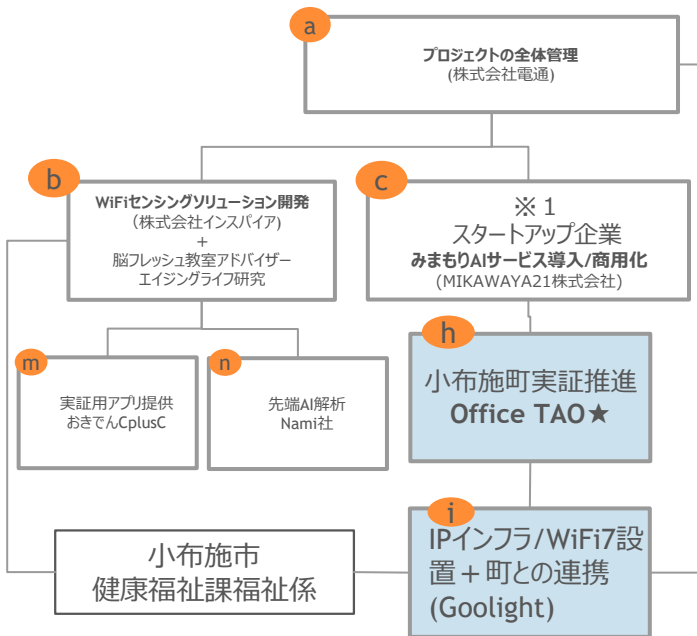 a
プロジェクトの全体管理
(株式会社電通)
b
WiFiセンシングソリューション開発
(株式会社インスパイア)
+
脳フレッシュ教室アドバイザー
エイジングライフ研究
c
※１
スタートアップ企業
みまもりAIサービス導入/商用化
(MIKAWAYA21株式会社)
m
実証用アプリ提供
おきでんCplusC
n
先端AI解析
Nami社
h
小布施町実証推進
Office TAO★
小布施市
健康福祉課福祉係
i
IPインフラ/WiFi7設
置＋町との連携
(Goolight)